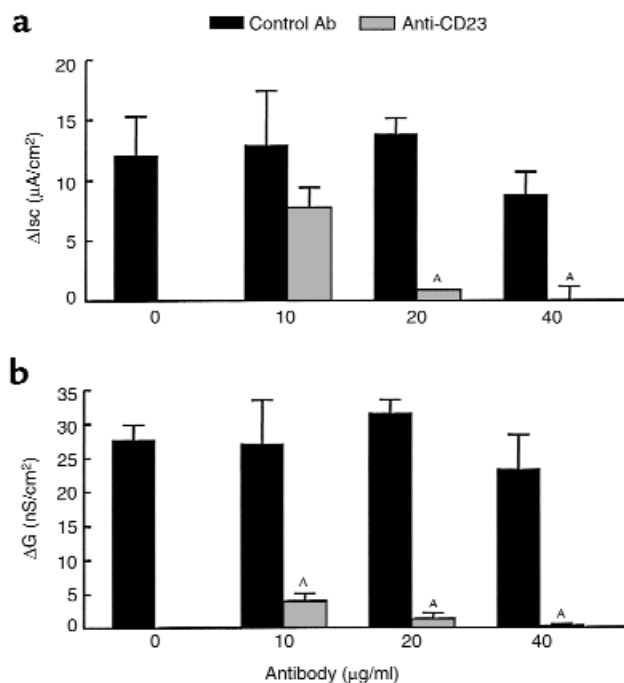 a
Control Ab Anti-CD23
20
15
10
5
0
ΔIsc (μA/cm²)
A A
0 10 20 40
b
35
30
25
20
15
10
5
0
ΔG (nS/cm²)
A A A
0 10 20 40
Antibody (μg/ml)